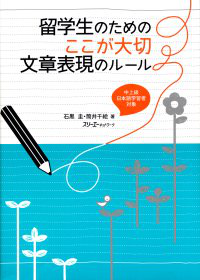 留学生のための
ここが大切
文章表現のルール
中上級
日本語学習者
対象
石黒 圭・筒井千絵 著
スリーエーネットワーク